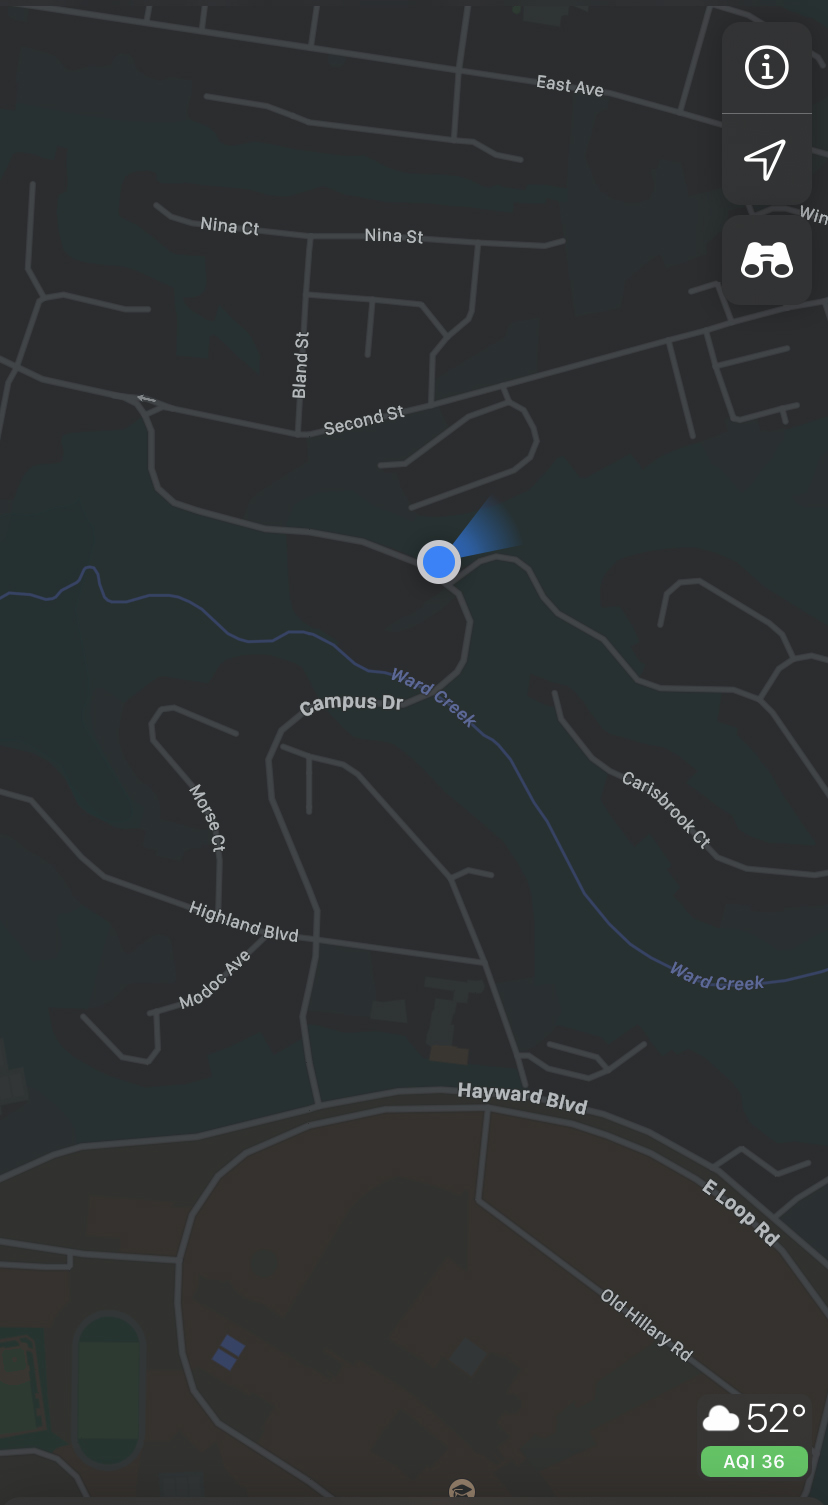 East Ave
Win
Nina Ct
Nina St
Bland St
Second St
Ward Creek
Campus Dr
Carisbrook Ct
Morse Ct
Highland Blvd
Modoc Ave
Ward Creek
Hayward Blvd
E Loop Rd
Old Hillary Rd
52°
AQI 36